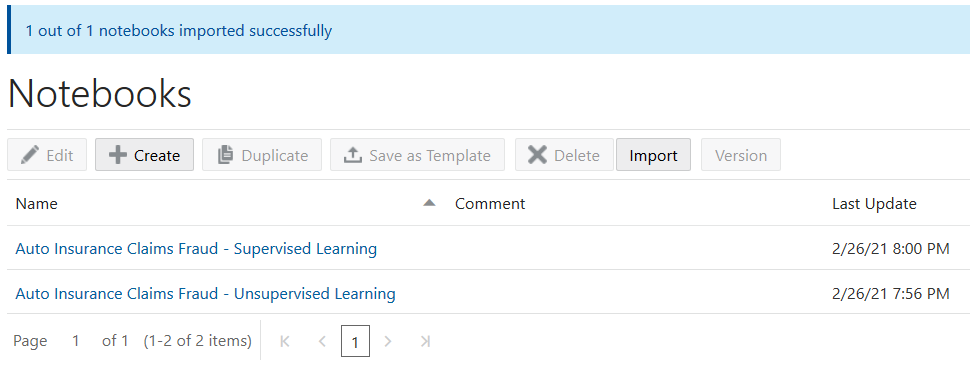 1 out of 1 notebooks imported successfully
Notebooks
Edit Create Duplicate Save as Template Delete Import Version
Name Comment Last Update
Auto Insurance Claims Fraud - Supervised Learning 2/26/21 8:00 PM
Auto Insurance Claims Fraud - Unsupervised Learning 2/26/21 7:56 PM
Page 1 of 1 (1-2 of 2 items) 1